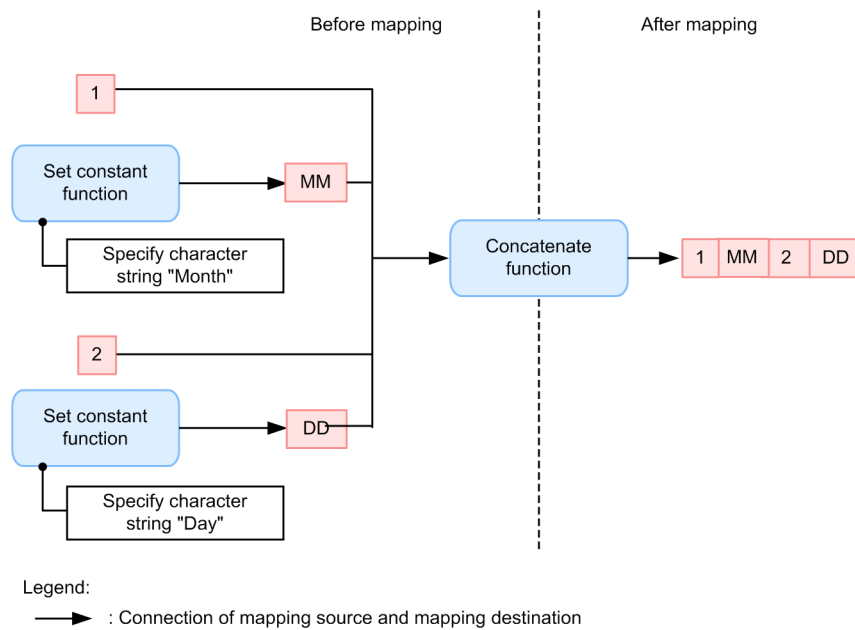 Before mapping
After mapping
1
Set constant
function
MM
Specify character
string "Month"
Concatenate
function
1 MM 2 DD
2
Set constant
function
DD
Specify character
string "Day"
Legend:
: Connection of mapping source and mapping destination